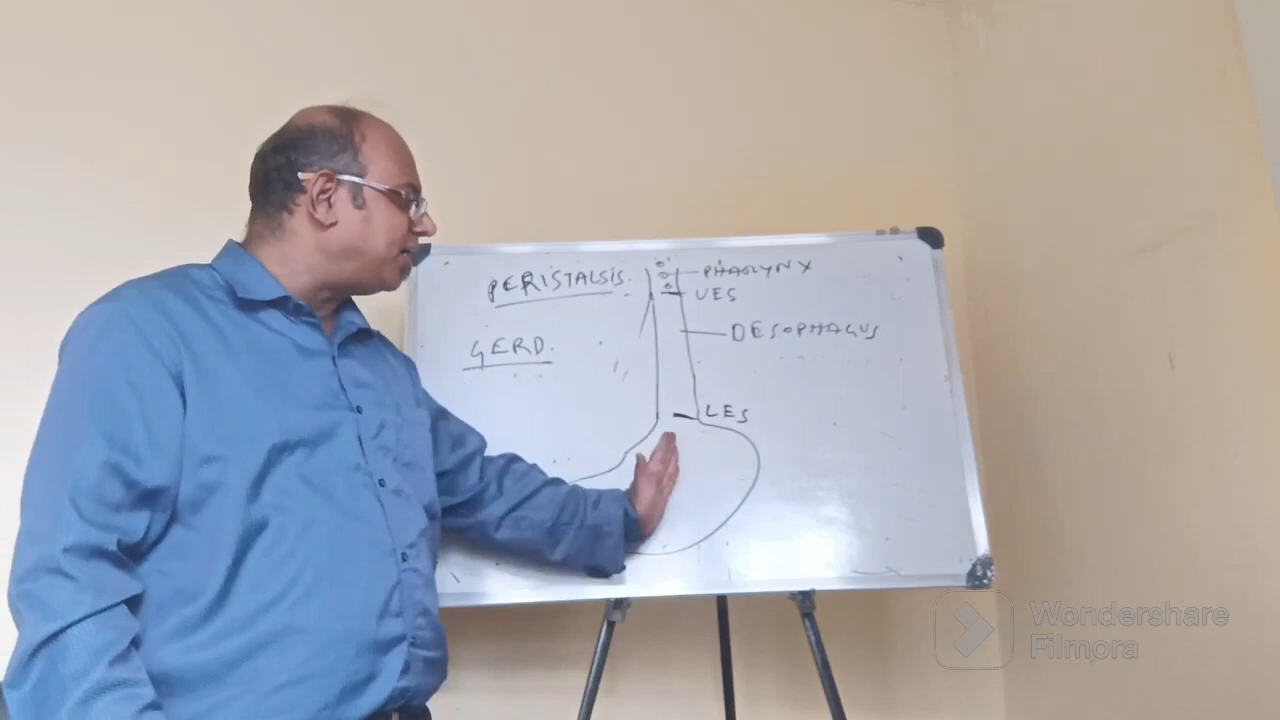 PERISTALSIS.
PHARYNX
UES
GERD.
OESOPHAGUS
LES
Wondershare
Filmora